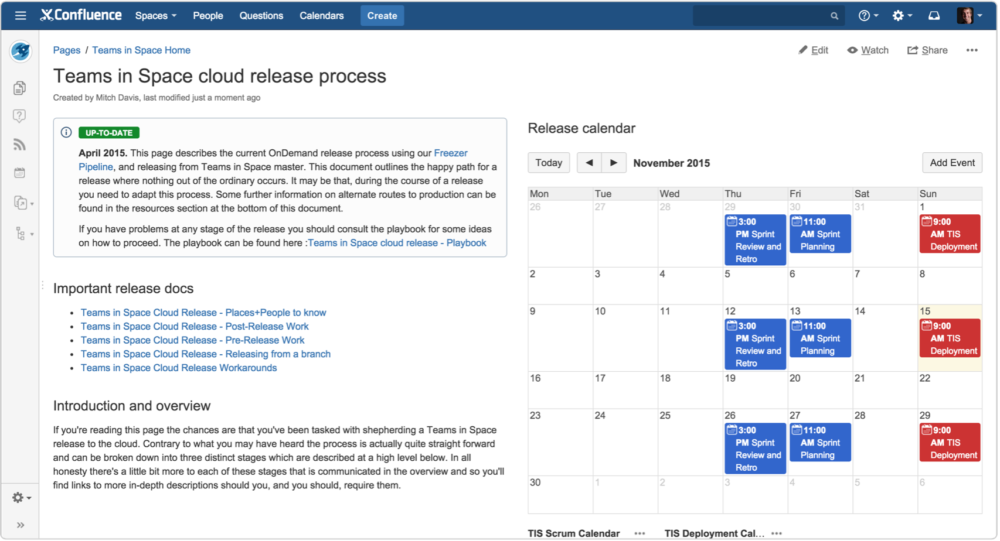 Confluence Spaces People Questions Calendars Create
Pages / Teams in Space Home
Edit Watch Share
Teams in Space cloud release process
Created by Mitch Davis, last modified just a moment ago
UP-TO-DATE
April 2015. This page describes the current OnDemand release process using our Freezer
Pipeline, and releasing from Teams in Space master. This document outlines the happy path for a
release where nothing out of the ordinary occurs. It may be that, during the course of a release
you need to adapt this process. Some further information on alternate routes to production can be
found in the resources section at the bottom of this document.
If you have problems at any stage of the release you should consult the playbook for some ideas
on how to proceed. The playbook can be found here :Teams in Space cloud release - Playbook
Important release docs
• Teams in Space Cloud Release - Places+People to know
• Teams in Space Cloud Release - Post-Release Work
• Teams in Space Cloud Release - Pre-Release Work
• Teams in Space Cloud Release - Releasing from a branch
• Teams in Space Cloud Release Workarounds
Introduction and overview
If you're reading this page the chances are that you've been tasked with shepherding a Teams in Space
release to the cloud. Contrary to what you may have heard the process is actually quite straight forward
and can be broken down into three distinct stages which are described at a high level below. In all
honesty there's a little bit more to each of these stages that is communicated in the overview and so you'll
find links to more in-depth descriptions should you, and you should, require them.
Release calendar
Today ◀ ▶ November 2015 Add Event
Mon Tue Wed Thu Fri Sat Sun
26 27 28 29 30 31 1
3:00
PM Sprint
Review and
Retro
11:00
AM Sprint
Planning
9:00
AM TIS
Deployment
2 3 4 5 6 7 8
9 10 11 12 13 14 15
3:00
PM Sprint
Review and
Retro
11:00
AM Sprint
Planning
9:00
AM TIS
Deployment
16 17 18 19 20 21 22
23 24 25 26 27 28 29
3:00
PM Sprint
Review and
Retro
11:00
AM Sprint
Planning
9:00
AM TIS
Deployment
30 1 2 3 4 5 6
TIS Scrum Calendar ••• TIS Deployment Cal... •••